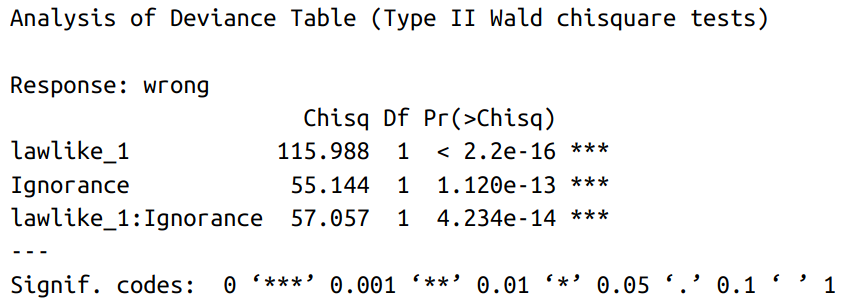 Analysis of Deviance Table (Type II Wald chisquare tests)

Response: wrong
                     Chisq Df Pr(>Chisq)
lawlike_1          115.988  1  < 2.2e-16 ***
Ignorance           55.144  1  1.120e-13 ***
lawlike_1:Ignorance  57.057  1  4.234e-14 ***
---
Signif. codes:  0 ‘***’ 0.001 ‘**’ 0.01 ‘*’ 0.05 ‘.’ 0.1 ‘ ’ 1